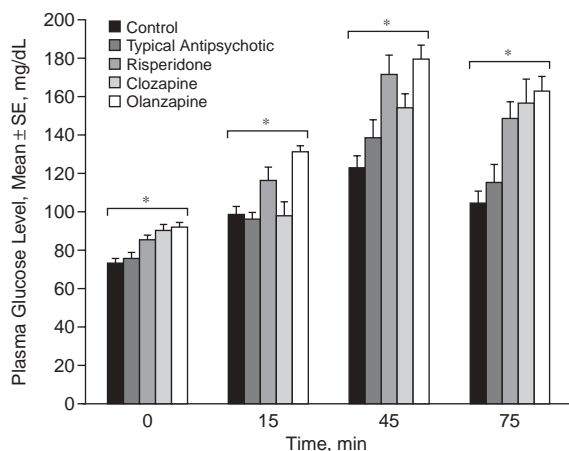 Plasma Glucose Level, Mean ± SE, mg/dL
200
180
160
140
120
100
80
60
40
20
0
Control
Typical Antipsychotic
Risperidone
Clozapine
Olanzapine
*
*
*
*
0 15 45 75
Time, min